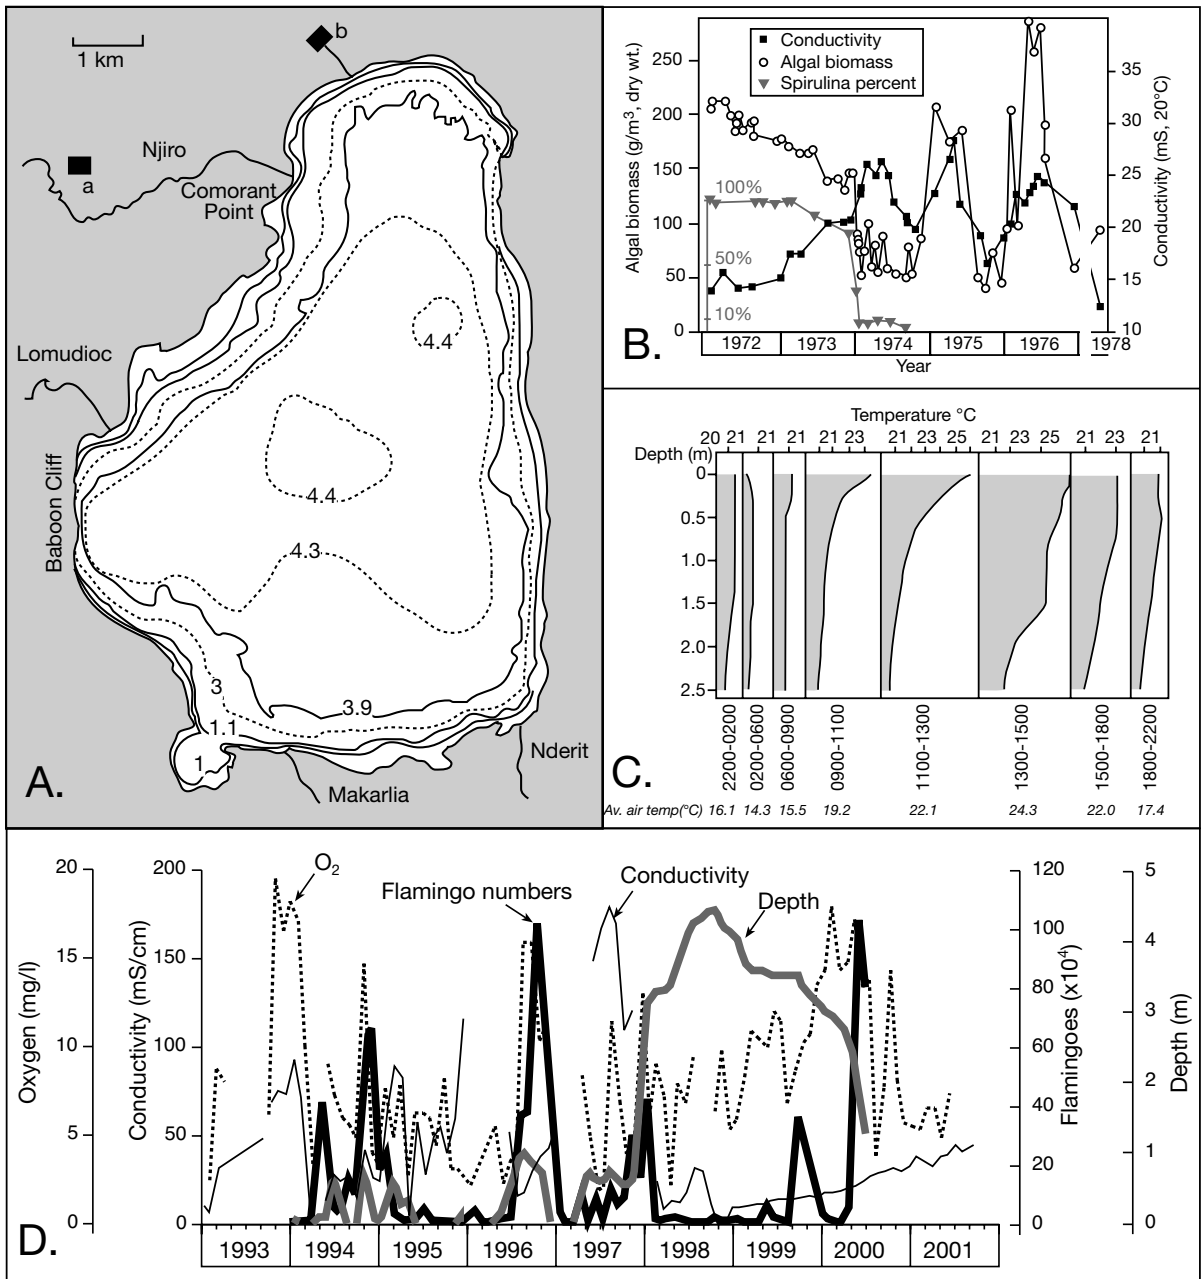 1 km
b
a
Njiro
Comorant
Point
Lomudioc
Baboon Cliff
4.4
4.4
4.3
3
3.9
1.1
1
Nderit
Makarlia
A.
Conductivity
Algal biomass
Spirulina percent
Algal biomass (g/m³, dry wt.)
250
200
150
100
50
0
100%
50%
10%
35
30
25
20
15
10
Conductivity (mS, 20°C)
1972 1973 1974 1975 1976 1978
Year
B.
Temperature °C
20 21 21 21 21 23 21 23 25 21 23 25 21 23 21
Depth (m)
0
0.5
1.0
1.5
2.0
2.5
2200-0200
0200-0600
0600-0900
0900-1100
1100-1300
1300-1500
1500-1800
1800-2200
C.
Av. air temp(°C) 16.1 14.3 15.5 19.2 22.1 24.3 22.0 17.4
20
15
10
5
0
Oxygen (mg/l)
200
150
100
50
0
Conductivity (mS/cm)
O₂
Flamingo numbers
Conductivity
Depth
120
100
80
60
40
20
0
Flamingoes (x10⁴)
5
4
3
2
1
0
Depth (m)
1993 1994 1995 1996 1997 1998 1999 2000 2001
D.